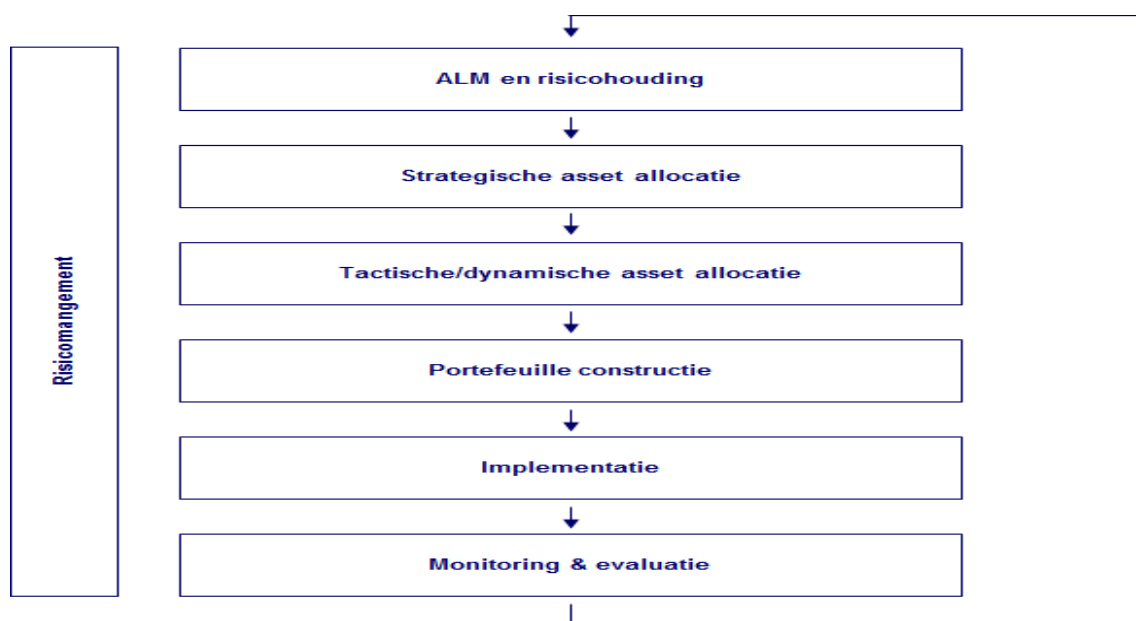 ALM en risicohouding
Strategische asset allocatie
Tactische/dynamische asset allocatie
Risicomangement
Portefeuille constructie
Implementatie
Monitoring & evaluatie